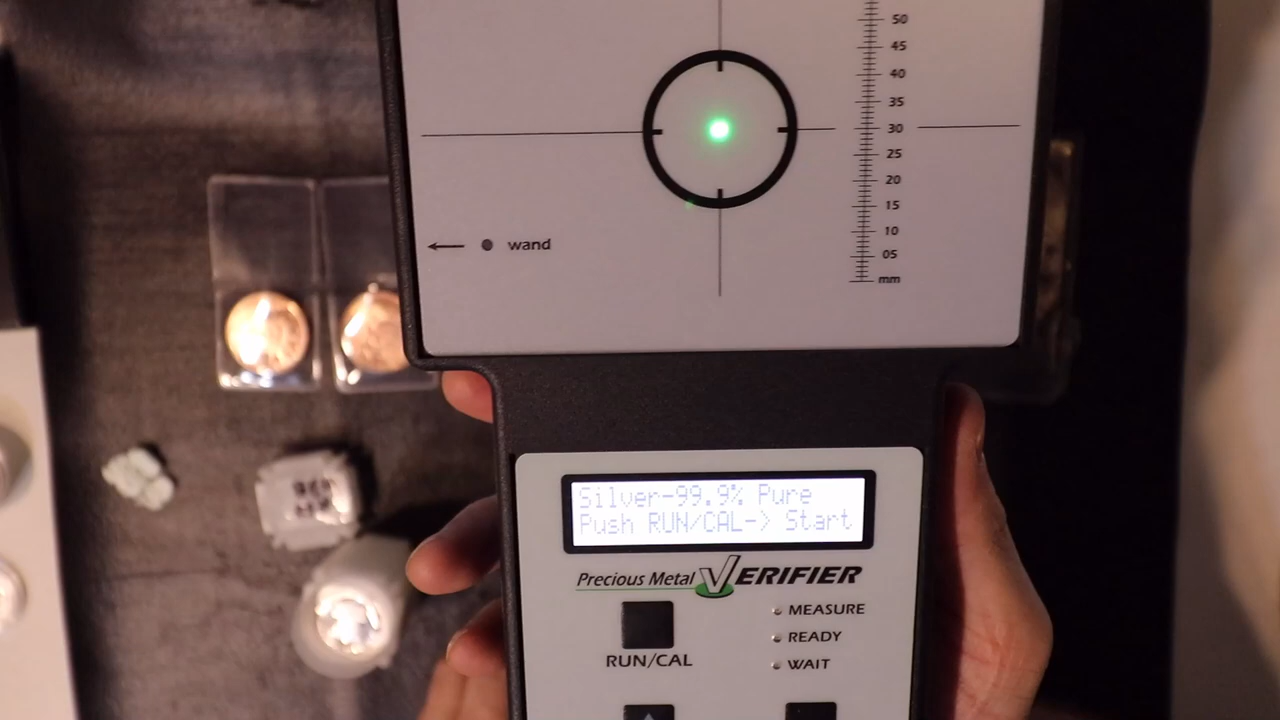 50
45
40
35
30
25
20
15
10
05
mm
wand
Silver-99.9% Pure
Push RUN/CAL-> Start
Precious Metal VERIFIER
MEASURE
READY
WAIT
RUN/CAL